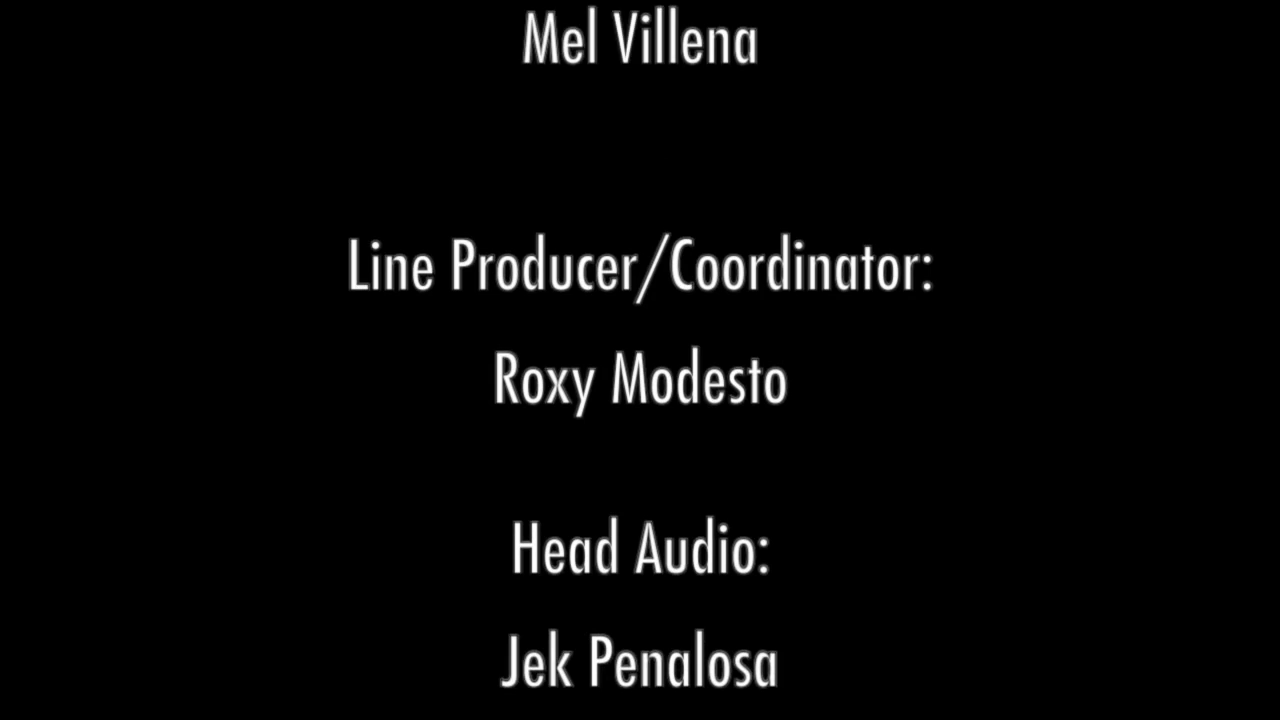 Mel Villena
Line Producer/Coordinator:
Roxy Modesto
Head Audio:
Jek Penalosa